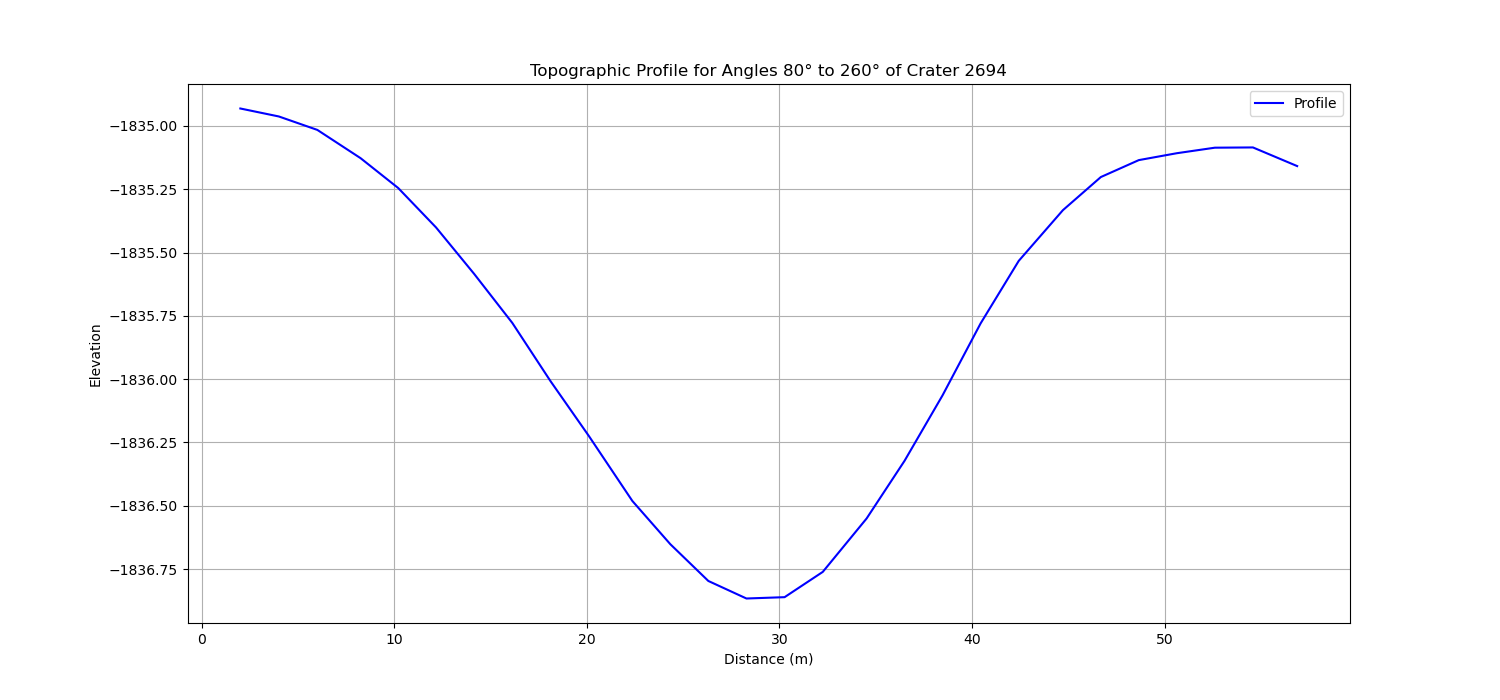 Topographic Profile for Angles 80° to 260° of Crater 2694
Profile
Elevation
−1835.00
−1835.25
−1835.50
−1835.75
−1836.00
−1836.25
−1836.50
−1836.75
0 10 20 30 40 50
Distance (m)